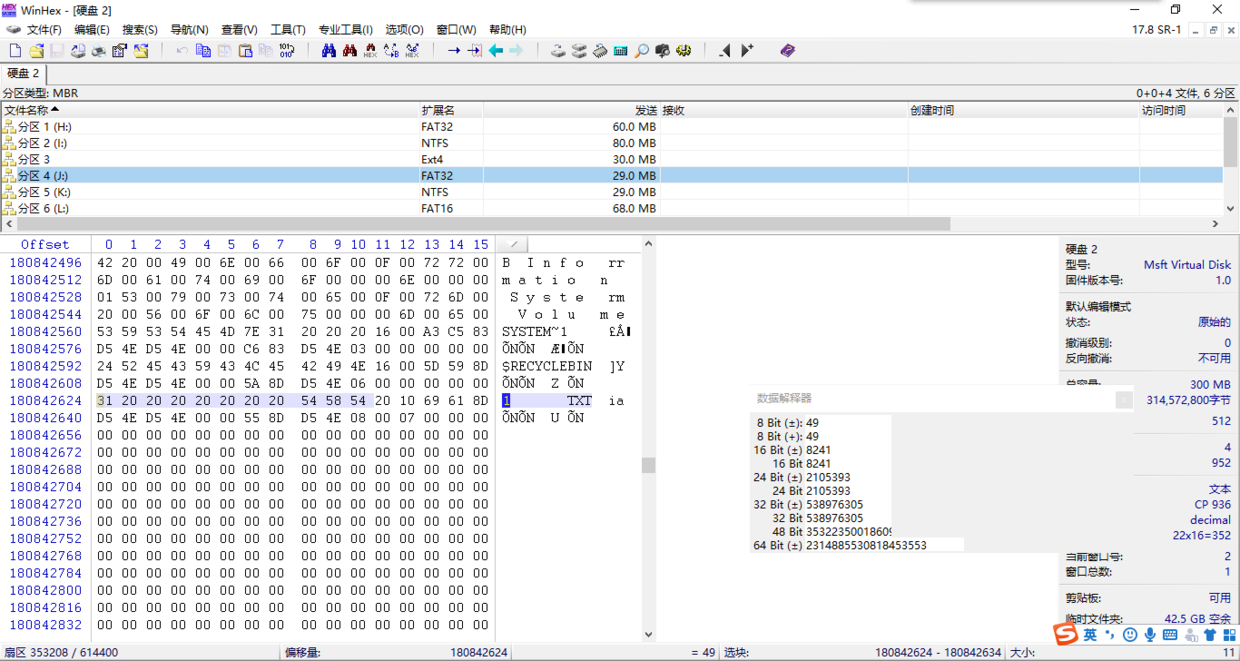 WinHex - [硬盘 2]
文件(F) 编辑(E) 搜索(S) 导航(N) 查看(V) 工具(T) 专业工具(I) 选项(O) 窗口(W) 帮助(H) 17.8 SR-1
硬盘 2
分区类型: MBR 0+0+4 文件, 6 分区
文件名称 扩展名 发送 接收 创建时间 访问时间
分区 1 (H:) FAT32 60.0 MB
分区 2 (I:) NTFS 80.0 MB
分区 3 Ext4 30.0 MB
分区 4 (J:) FAT32 29.0 MB
分区 5 (K:) NTFS 29.0 MB
分区 6 (L:) FAT16 68.0 MB
Offset 0 1 2 3 4 5 6 7 8 9 10 11 12 13 14 15
180842496 42 20 00 49 00 6E 00 66 00 6F 00 0F 00 72 72 00 B I n f o r r
180842512 6D 00 61 00 74 00 69 00 6F 00 00 00 6E 00 00 00 m a t i o n
180842528 01 53 00 79 00 73 00 74 00 65 00 0F 00 72 6D 00 S y s t e rm
180842544 20 00 56 00 6F 00 6C 00 75 00 00 00 6D 00 65 00 V o l u m e
180842560 53 59 53 54 45 4D 7E 31 20 20 20 16 00 A3 C5 83 SYSTEM~1 £Å
180842576 D5 4E D5 4E 00 00 C6 83 D5 4E 03 00 00 00 00 00 ÕNÕN Æ ÕN
180842592 24 52 45 43 59 43 4C 45 42 49 4E 16 00 5D 59 8D $RECYCLEBIN ]Y
180842608 D5 4E D5 4E 00 00 5A 8D D5 4E 06 00 00 00 00 00 ÕNÕN Z ÕN
180842624 31 20 20 20 20 20 20 20 54 58 54 20 10 69 61 8D 1 TXT ia
180842640 D5 4E D5 4E 00 00 55 8D D5 4E 08 00 07 00 00 00 ÕNÕN U ÕN
180842656 00 00 00 00 00 00 00 00 00 00 00 00 00 00 00 00
180842672 00 00 00 00 00 00 00 00 00 00 00 00 00 00 00 00
180842688 00 00 00 00 00 00 00 00 00 00 00 00 00 00 00 00
180842704 00 00 00 00 00 00 00 00 00 00 00 00 00 00 00 00
180842720 00 00 00 00 00 00 00 00 00 00 00 00 00 00 00 00
180842736 00 00 00 00 00 00 00 00 00 00 00 00 00 00 00 00
180842752 00 00 00 00 00 00 00 00 00 00 00 00 00 00 00 00
180842768 00 00 00 00 00 00 00 00 00 00 00 00 00 00 00 00
180842784 00 00 00 00 00 00 00 00 00 00 00 00 00 00 00 00
180842800 00 00 00 00 00 00 00 00 00 00 00 00 00 00 00 00
180842816 00 00 00 00 00 00 00 00 00 00 00 00 00 00 00 00
180842832 00 00 00 00 00 00 00 00 00 00 00 00 00 00 00 00
数据解释器
8 Bit (±): 49
8 Bit (+): 49
16 Bit (±) 8241
16 Bit 8241
24 Bit (±) 2105393
24 Bit 2105393
32 Bit (±) 538976305
32 Bit 538976305
48 Bit 35322350018609
64 Bit (±) 2314885530818453553
硬盘 2
型号: Msft Virtual Disk
固件版本号: 1.0
默认编辑模式
状态: 原始的
撤消级别: 0
反向撤消: 不可用
总容量: 300 MB
314,572,800字节
512
4
952
文本
CP 936
decimal
22x16=352
当前窗口号: 2
窗口总数: 1
剪贴板: 可用
临时文件夹: 42.5 GB 空余
英
扇区 353208 / 614400 偏移量: 180842624 = 49 选块: 180842624 - 180842634 大小: 11